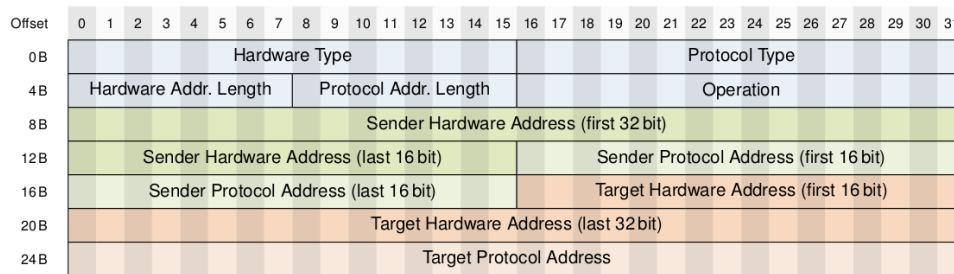 Offset 0 1 2 3 4 5 6 7 8 9 10 11 12 13 14 15 16 17 18 19 20 21 22 23 24 25 26 27 28 29 30 31
0 B Hardware Type Protocol Type
4 B Hardware Addr. Length Protocol Addr. Length Operation
8 B Sender Hardware Address (first 32 bit)
12 B Sender Hardware Address (last 16 bit) Sender Protocol Address (first 16 bit)
16 B Sender Protocol Address (last 16 bit) Target Hardware Address (first 16 bit)
20 B Target Hardware Address (last 32 bit)
24 B Target Protocol Address